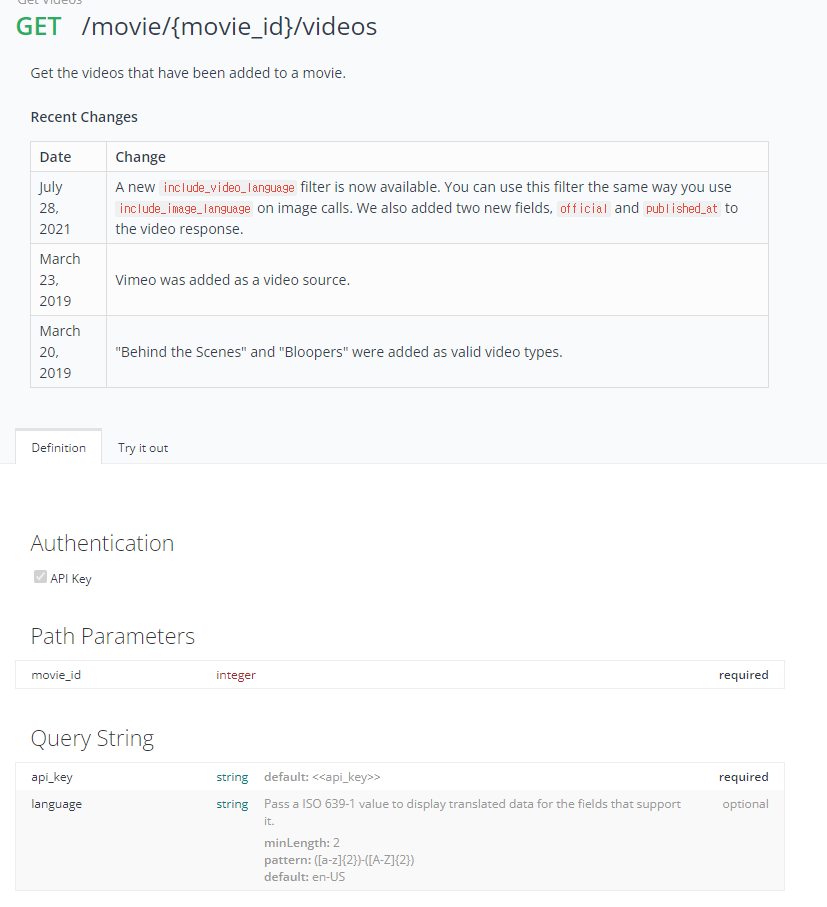 Get Videos
GET /movie/{movie_id}/videos
Get the videos that have been added to a movie.
Recent Changes
Date Change
July 28, 2021
A new include_video_language filter is now available. You can use this filter the same way you use
include_image_language on image calls. We also added two new fields, official and published_at to
the video response.
March 23, 2019
Vimeo was added as a video source.
March 20, 2019
"Behind the Scenes" and "Bloopers" were added as valid video types.
Definition Try it out
Authentication
API Key
Path Parameters
movie_id integer required
Query String
api_key string default: <<api_key>> required
language string Pass a ISO 639-1 value to display translated data for the fields that support optional
it.
minLength: 2
pattern: ([a-z]{2})-([A-Z]{2})
default: en-US